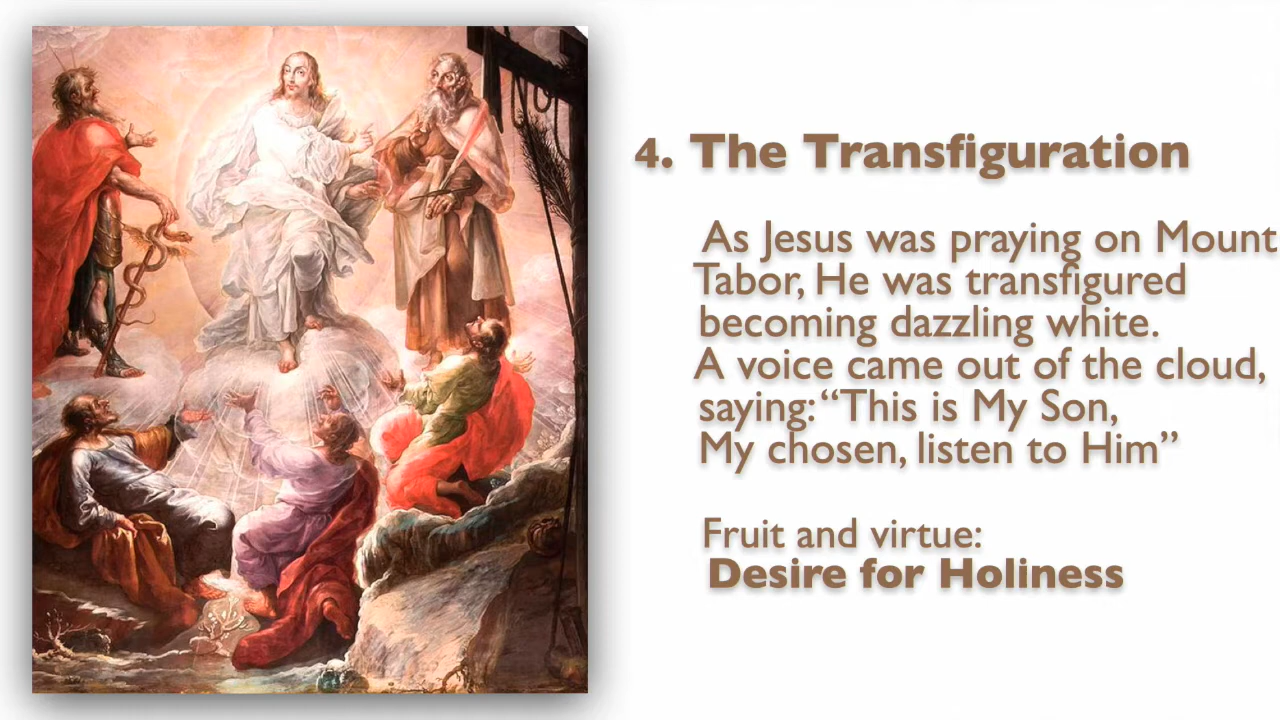 4. The Transfiguration
As Jesus was praying on Mount
Tabor, He was transfigured
becoming dazzling white.
A voice came out of the cloud,
saying: “This is My Son,
My chosen, listen to Him”
Fruit and virtue:
Desire for Holiness